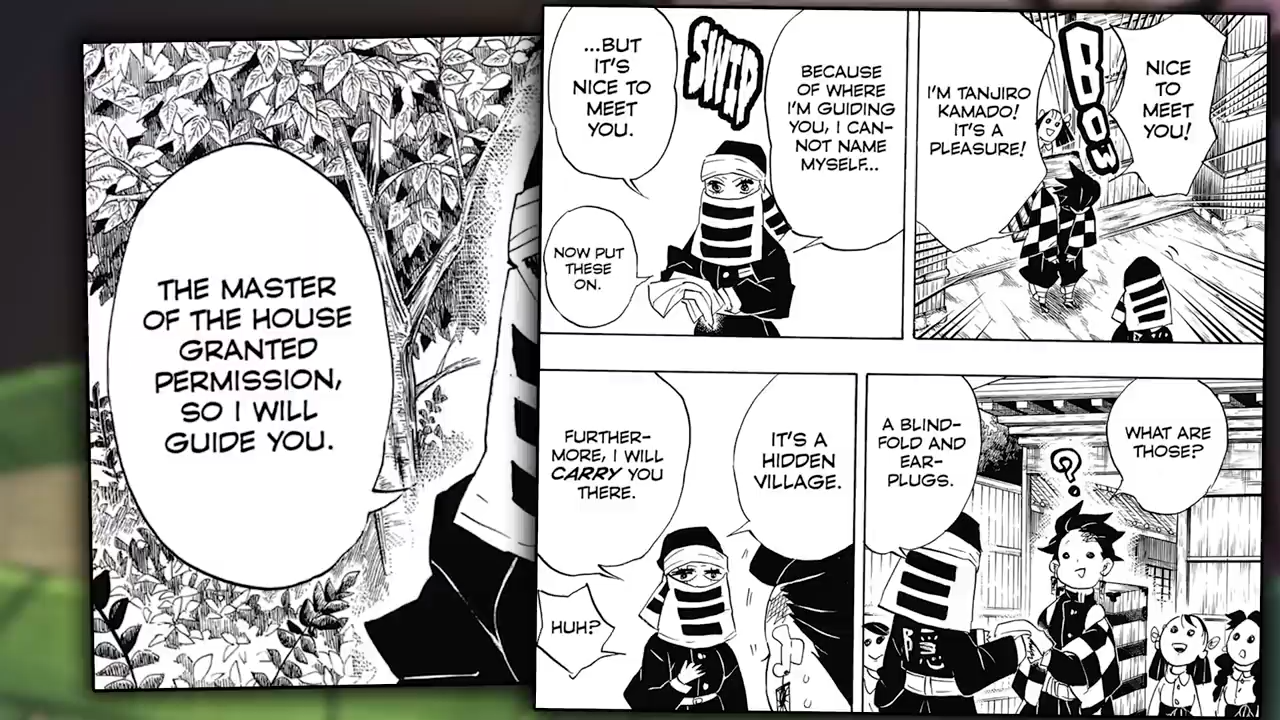 THE MASTER
OF THE HOUSE
GRANTED
PERMISSION,
SO I WILL
GUIDE YOU.
NICE
TO
MEET
YOU!
BOW
I'M TANJIRO
KAMADO!
IT'S A
PLEASURE!
BECAUSE
OF WHERE
I'M GUIDING
YOU, I CAN-
NOT NAME
MYSELF...
SWIP
...BUT
IT'S
NICE TO
MEET
YOU.
NOW PUT
THESE
ON.
WHAT ARE
THOSE?
?
A BLIND-
FOLD AND
EAR-
PLUGS.
IT'S A
HIDDEN
VILLAGE.
FURTHER-
MORE, I WILL
CARRY YOU
THERE.
HUH?